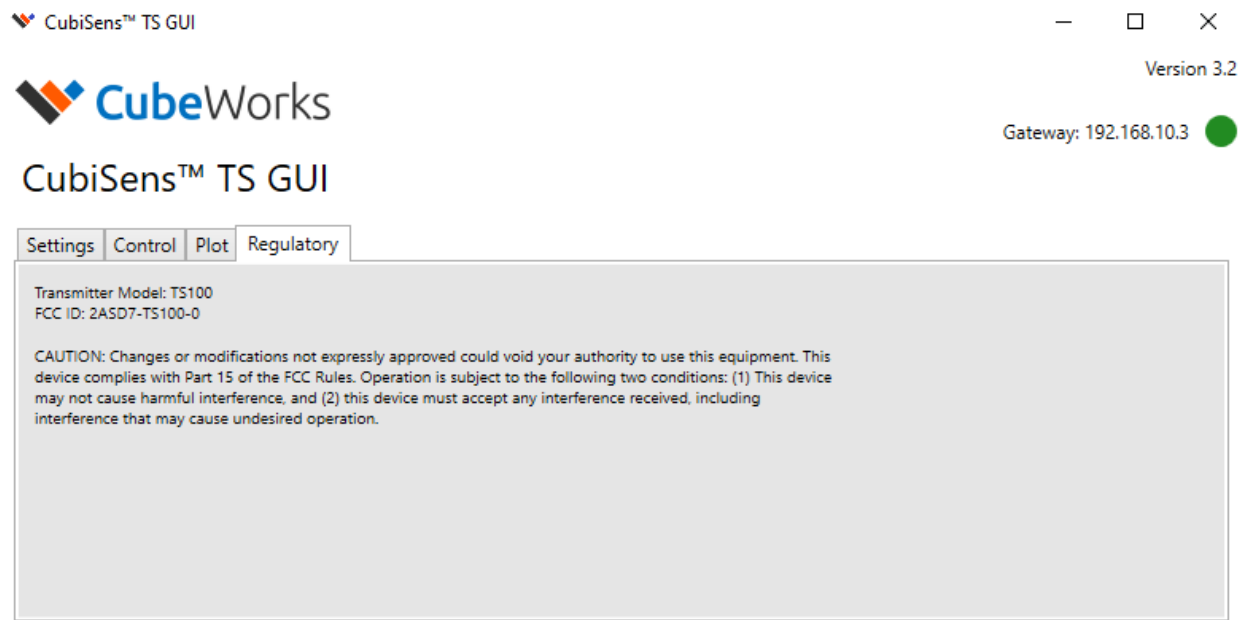 CubiSens™ TS GUI
Version 3.2
CubeWorks
Gateway: 192.168.10.3
CubiSens™ TS GUI
Settings Control Plot Regulatory
Transmitter Model: TS100
FCC ID: 2ASD7-TS100-0
CAUTION: Changes or modifications not expressly approved could void your authority to use this equipment. This
device complies with Part 15 of the FCC Rules. Operation is subject to the following two conditions: (1) This device
may not cause harmful interference, and (2) this device must accept any interference received, including
interference that may cause undesired operation.